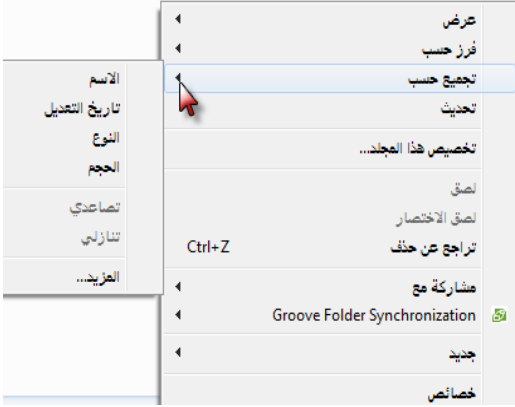 عرض
فرز حسب
تجميع حسب
تحديث
تخصيص هذا المجلد...
لصق
لصق الاختصار
تراجع عن حذف Ctrl+Z
مشاركة مع
Groove Folder Synchronization
جديد
خصائص
الاسم
تاريخ التعديل
النوع
الحجم
تصاعدي
تنازلي
المزيد...